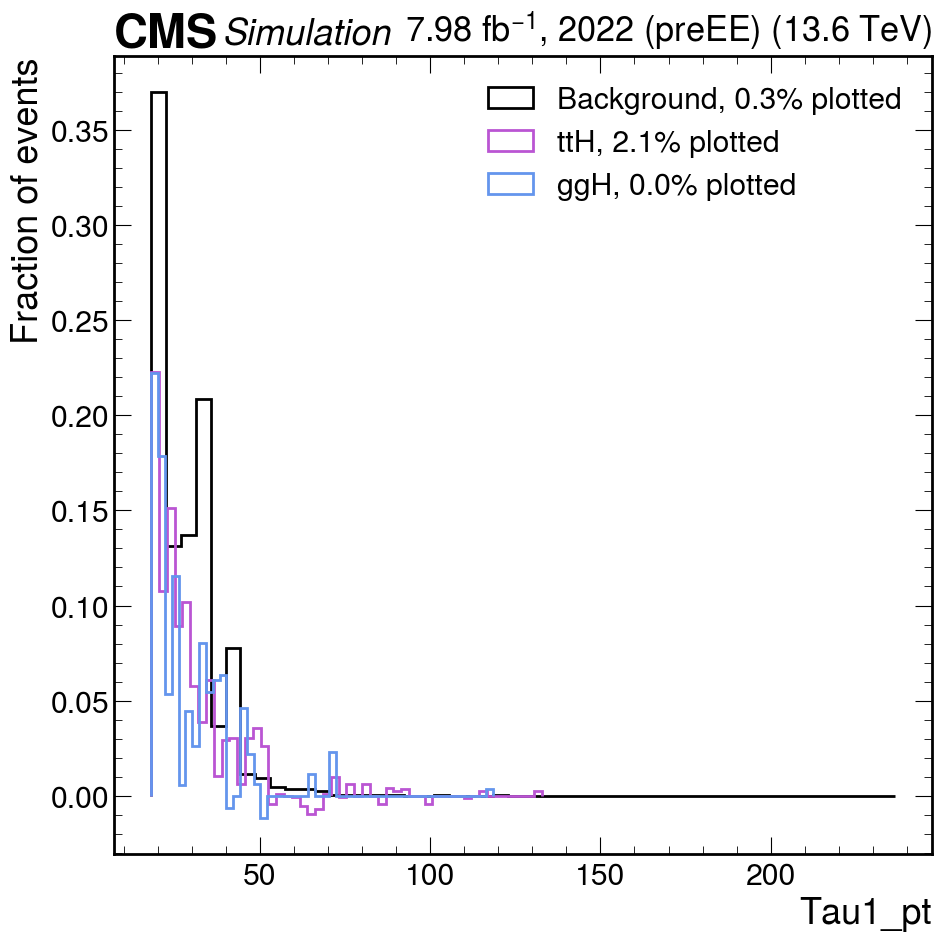 CMS Simulation 7.98 fb⁻¹, 2022 (preEE) (13.6 TeV)
Fraction of events
0.35
0.30
0.25
0.20
0.15
0.10
0.05
0.00
Background, 0.3% plotted
ttH, 2.1% plotted
ggH, 0.0% plotted
50 100 150 200
Tau1_pt